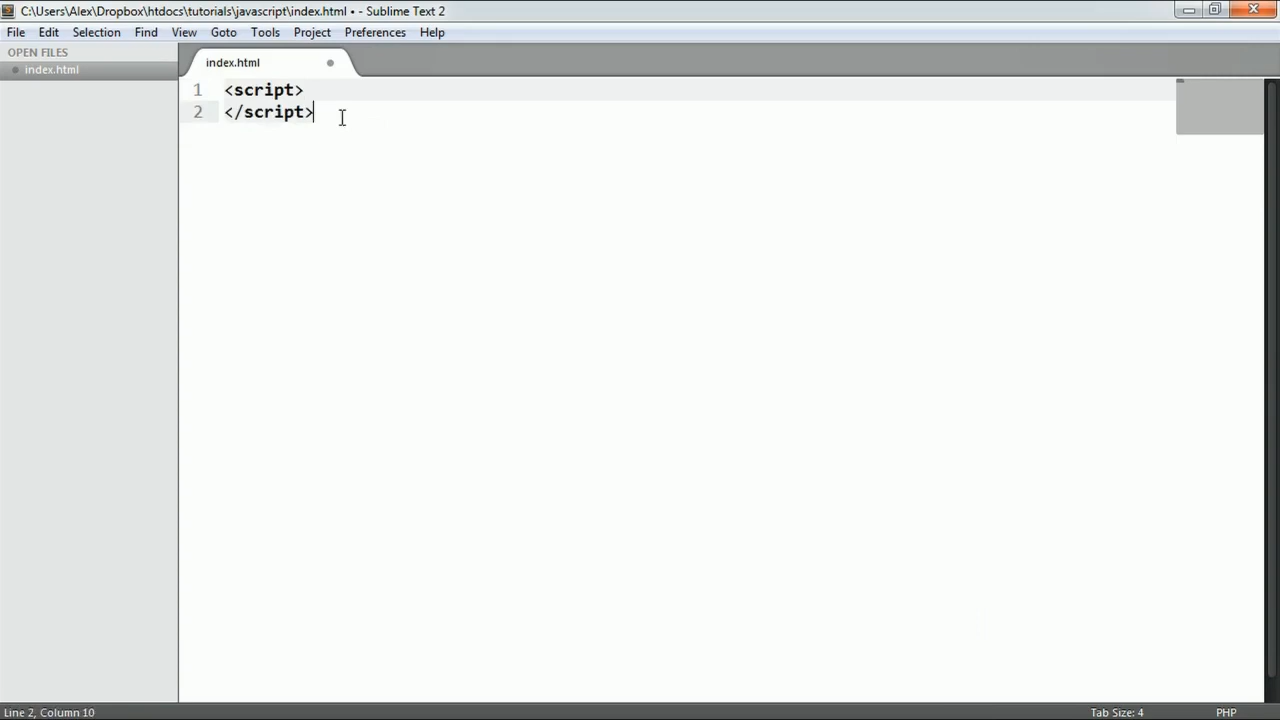 C:\Users\Alex\Dropbox\htdocs\tutorials\javascript\index.html • - Sublime Text 2
File Edit Selection Find View Goto Tools Project Preferences Help
OPEN FILES
index.html
index.html
1 <script>
2 </script>
Line 2, Column 10
Tab Size: 4
PHP